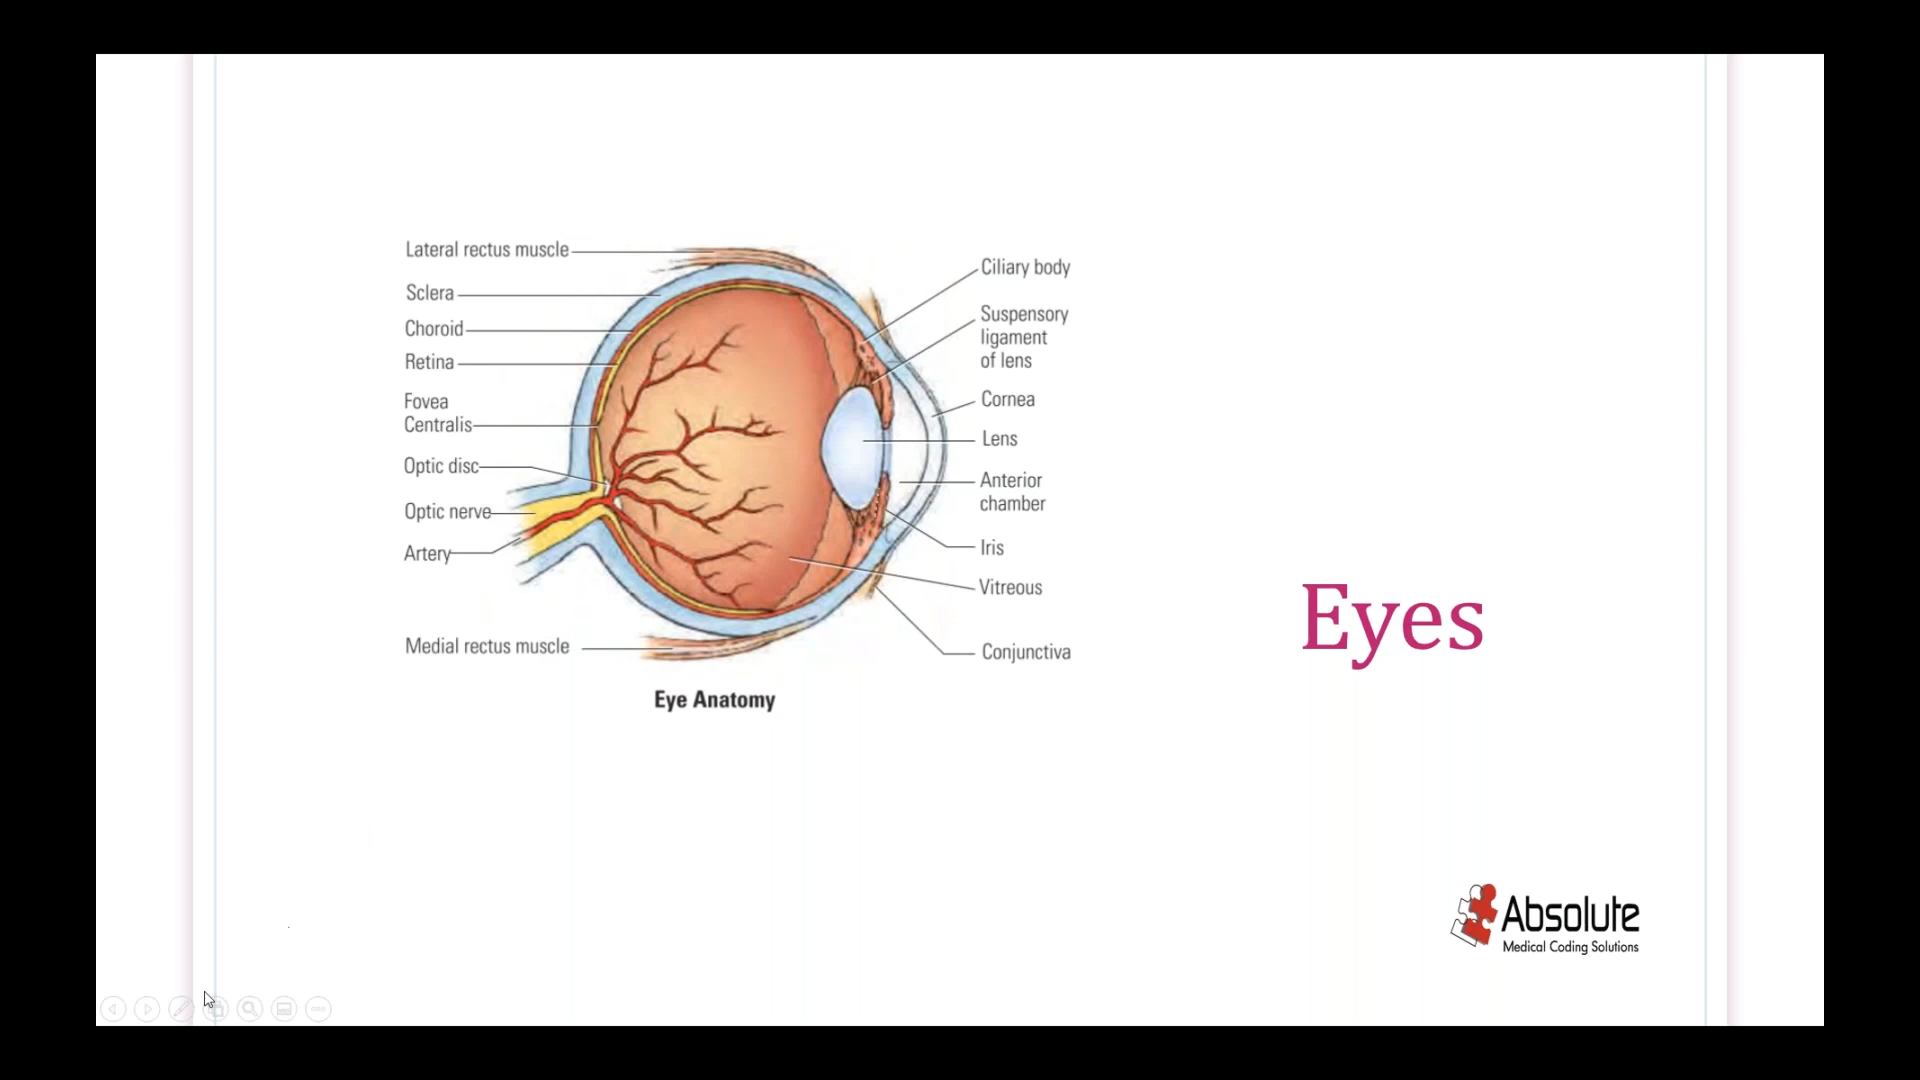 Lateral rectus muscle
Sclera
Choroid
Retina
Fovea
Centralis
Optic disc
Optic nerve
Artery
Medial rectus muscle
Ciliary body
Suspensory
ligament
of lens
Cornea
Lens
Anterior
chamber
Iris
Vitreous
Conjunctiva
Eye Anatomy
Eyes
Absolute
Medical Coding Solutions